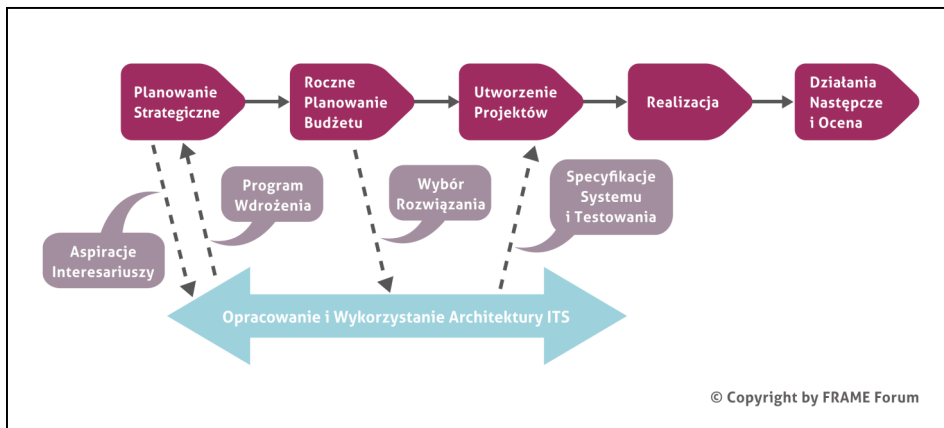 Planowanie
Strategiczne
Roczne
Planowanie
Budżetu
Utworzenie
Projektów
Realizacja
Działania
Następcze
i Ocena
Aspiracje
Interesariuszy
Program
Wdrożenia
Wybór
Rozwiązania
Specyfikacje
Systemu
i Testowania
Opracowanie i Wykorzystanie Architektury ITS
© Copyright by FRAME Forum